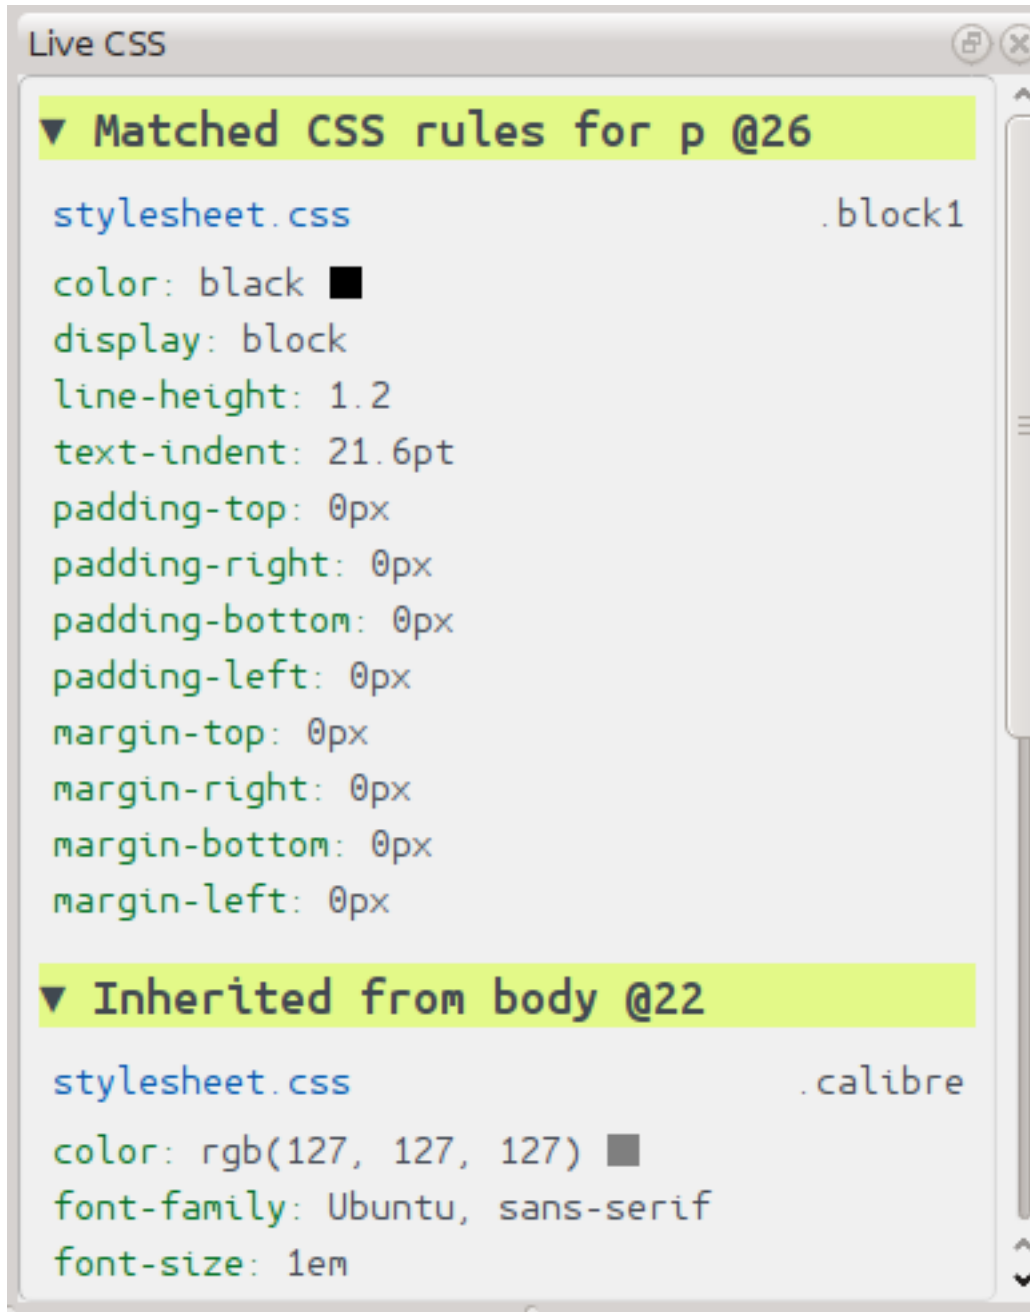 Live CSS
▼ Matched CSS rules for p @26
stylesheet.css .block1
color: black
display: block
line-height: 1.2
text-indent: 21.6pt
padding-top: 0px
padding-right: 0px
padding-bottom: 0px
padding-left: 0px
margin-top: 0px
margin-right: 0px
margin-bottom: 0px
margin-left: 0px
▼ Inherited from body @22
stylesheet.css .calibre
color: rgb(127, 127, 127)
font-family: Ubuntu, sans-serif
font-size: 1em